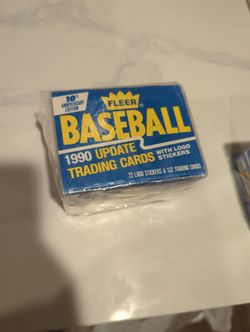 10th
ANNIVERSARY
EDITION
FLEER
BASEBALL
1990 UPDATE
TRADING CARDS
WITH LOGO
STICKERS
22 LOGO STICKERS & 132 TRADING CARDS